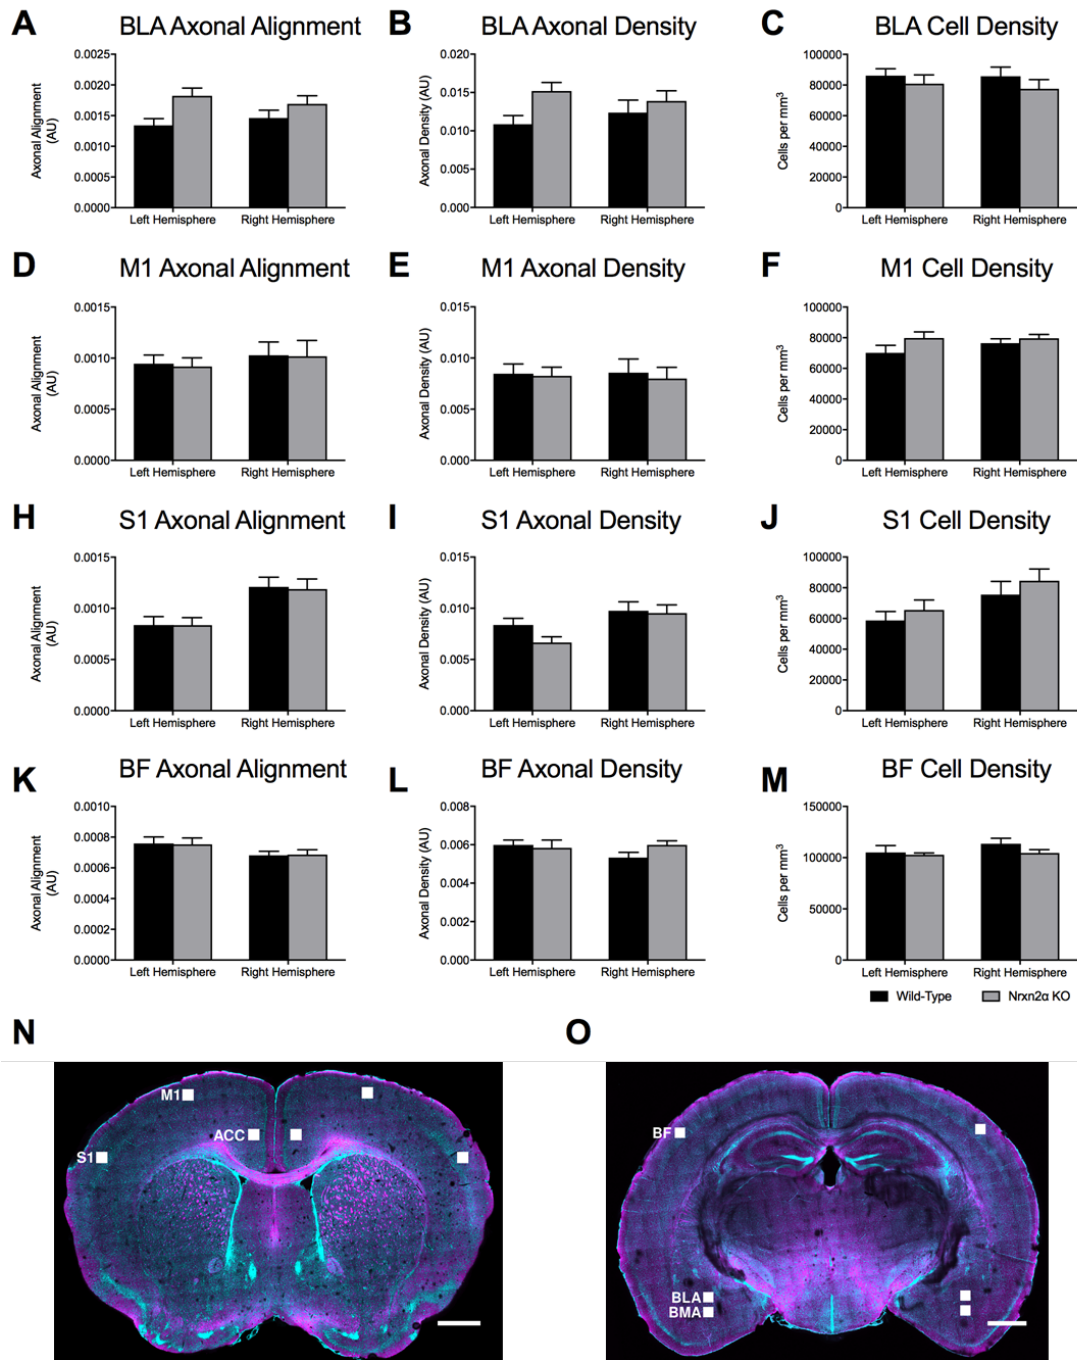 A BLA Axonal Alignment
Axonal Alignment
(AU)
0.0025
0.0020
0.0015
0.0010
0.0005
0.0000
Left Hemisphere Right Hemisphere
B BLA Axonal Density
Axonal Density (AU)
0.020
0.015
0.010
0.005
0.000
Left Hemisphere Right Hemisphere
C BLA Cell Density
Cells per mm³
100000
80000
60000
40000
20000
0
Left Hemisphere Right Hemisphere
D M1 Axonal Alignment
Axonal Alignment
(AU)
0.0015
0.0010
0.0005
0.0000
Left Hemisphere Right Hemisphere
E M1 Axonal Density
Axonal Density (AU)
0.015
0.010
0.005
0.000
Left Hemisphere Right Hemisphere
F M1 Cell Density
Cells per mm³
100000
80000
60000
40000
20000
0
Left Hemisphere Right Hemisphere
H S1 Axonal Alignment
Axonal Alignment
(AU)
0.0015
0.0010
0.0005
0.0000
Left Hemisphere Right Hemisphere
I S1 Axonal Density
Axonal Density (AU)
0.015
0.010
0.005
0.000
Left Hemisphere Right Hemisphere
J S1 Cell Density
Cells per mm³
100000
80000
60000
40000
20000
0
Left Hemisphere Right Hemisphere
K BF Axonal Alignment
Axonal Alignment
(AU)
0.0010
0.0008
0.0006
0.0004
0.0002
0.0000
Left Hemisphere Right Hemisphere
L BF Axonal Density
Axonal Density (AU)
0.008
0.006
0.004
0.002
0.000
Left Hemisphere Right Hemisphere
M BF Cell Density
Cells per mm³
150000
100000
50000
0
Left Hemisphere Right Hemisphere
Wild-Type Nrxn2α KO
N
M1
ACC
S1
O
BF
BLA
BMA